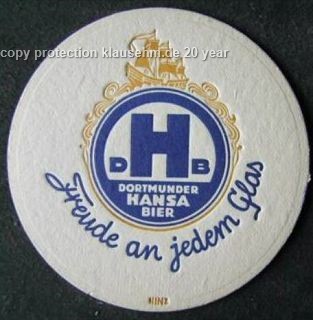 copy protection klausehm.de 20 year
H
D B
DORTMUNDER
HANSA
BIER
Freude an jedem Glas